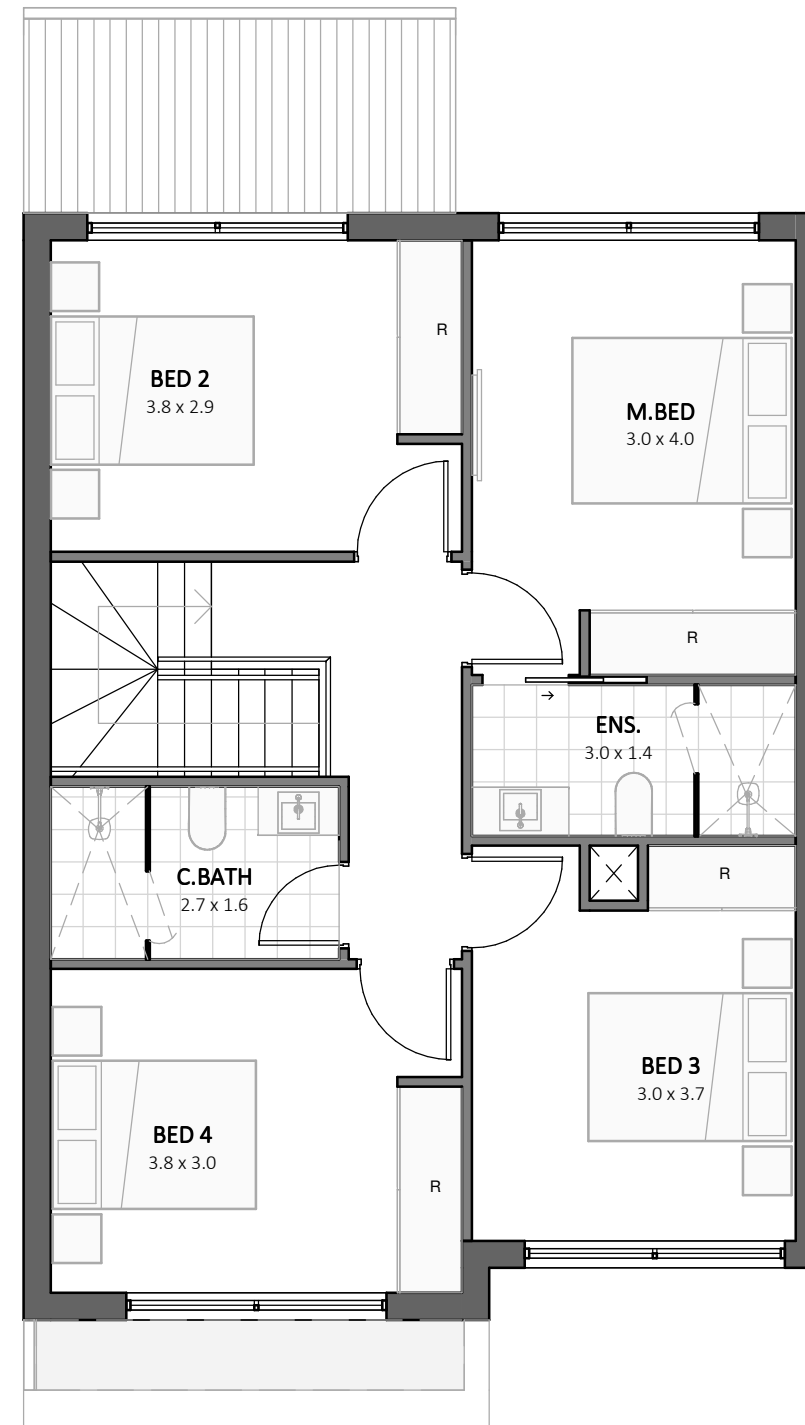 R
BED 2
3.8 x 2.9
M.BED
3.0 x 4.0
R
ENS.
3.0 x 1.4
C.BATH
2.7 x 1.6
R
BED 3
3.0 x 3.7
BED 4
3.8 x 3.0
R